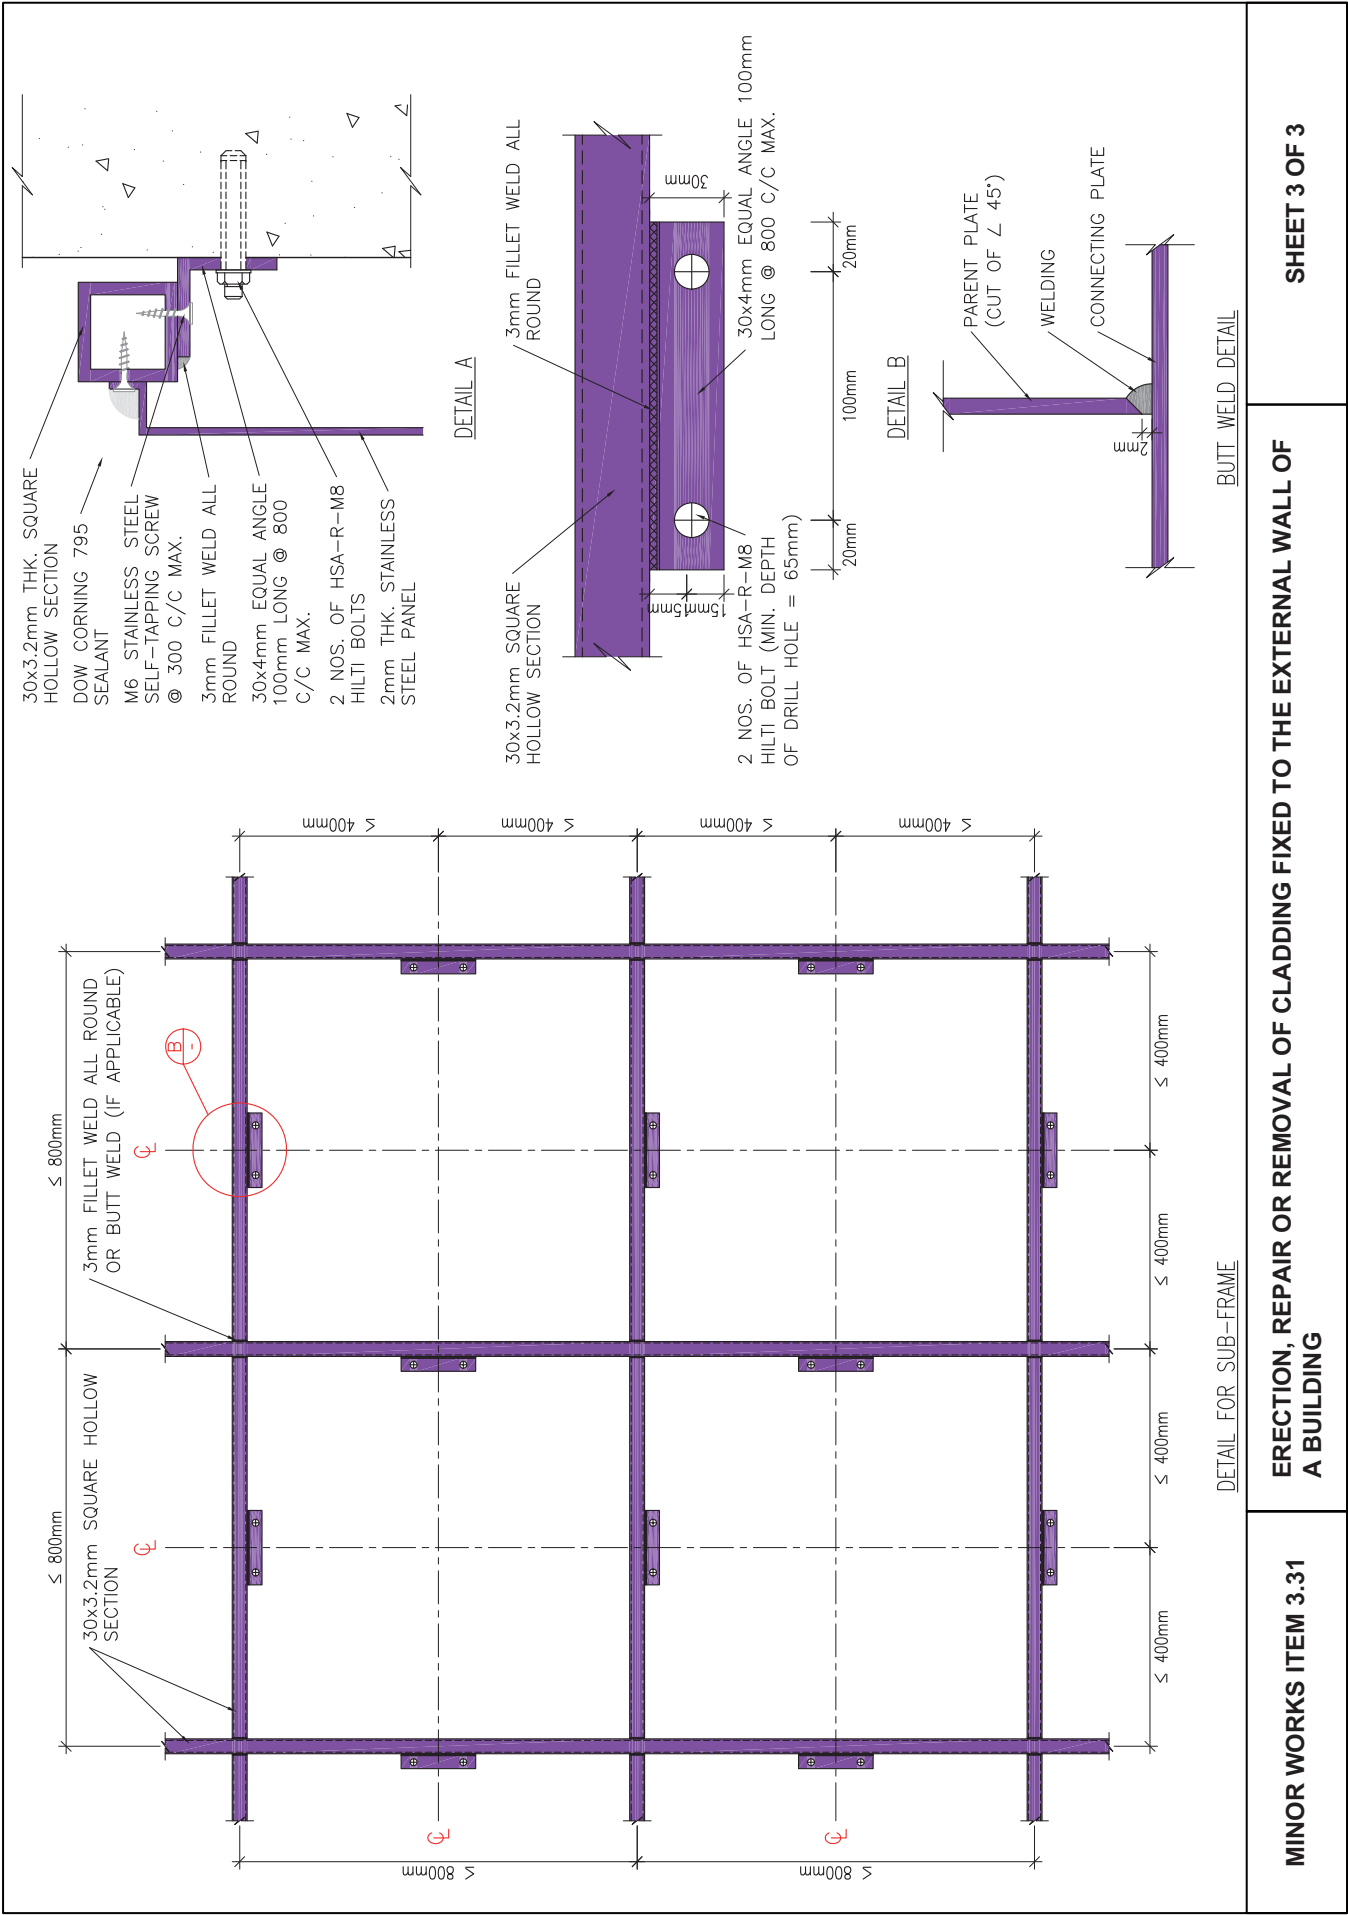 30x3.2mm THK. SQUARE
HOLLOW SECTION
DOW CORNING 795
SEALANT
M6 STAINLESS STEEL
SELF-TAPPING SCREW
@ 300 C/C MAX.
3mm FILLET WELD ALL
ROUND
30x4mm EQUAL ANGLE
100mm LONG @ 800
C/C MAX.
2 NOS. OF HSA-R-M8
HILTI BOLTS
2mm THK. STAINLESS
STEEL PANEL
DETAIL A
30x3.2mm SQUARE
HOLLOW SECTION
3mm FILLET WELD ALL
ROUND
15mm
15mm
30mm
2 NOS. OF HSA-R-M8
HILTI BOLT (MIN. DEPTH
OF DRILL HOLE = 65mm)
30x4mm EQUAL ANGLE 100mm
LONG @ 800 C/C MAX.
20mm
100mm
20mm
DETAIL B
PARENT PLATE
(CUT OF ∠ 45°)
WELDING
CONNECTING PLATE
2mm
BUTT WELD DETAIL
≤ 800mm
≤ 800mm
30x3.2mm SQUARE HOLLOW
SECTION
3mm FILLET WELD ALL ROUND
OR BUTT WELD (IF APPLICABLE)
℄
℄
B
-
≤ 400mm
≤ 400mm
≤ 400mm
≤ 400mm
℄
℄
≤ 800mm
≤ 800mm
≤ 400mm
≤ 400mm
≤ 400mm
≤ 400mm
DETAIL FOR SUB-FRAME
MINOR WORKS ITEM 3.31
ERECTION, REPAIR OR REMOVAL OF CLADDING FIXED TO THE EXTERNAL WALL OF
A BUILDING
SHEET 3 OF 3